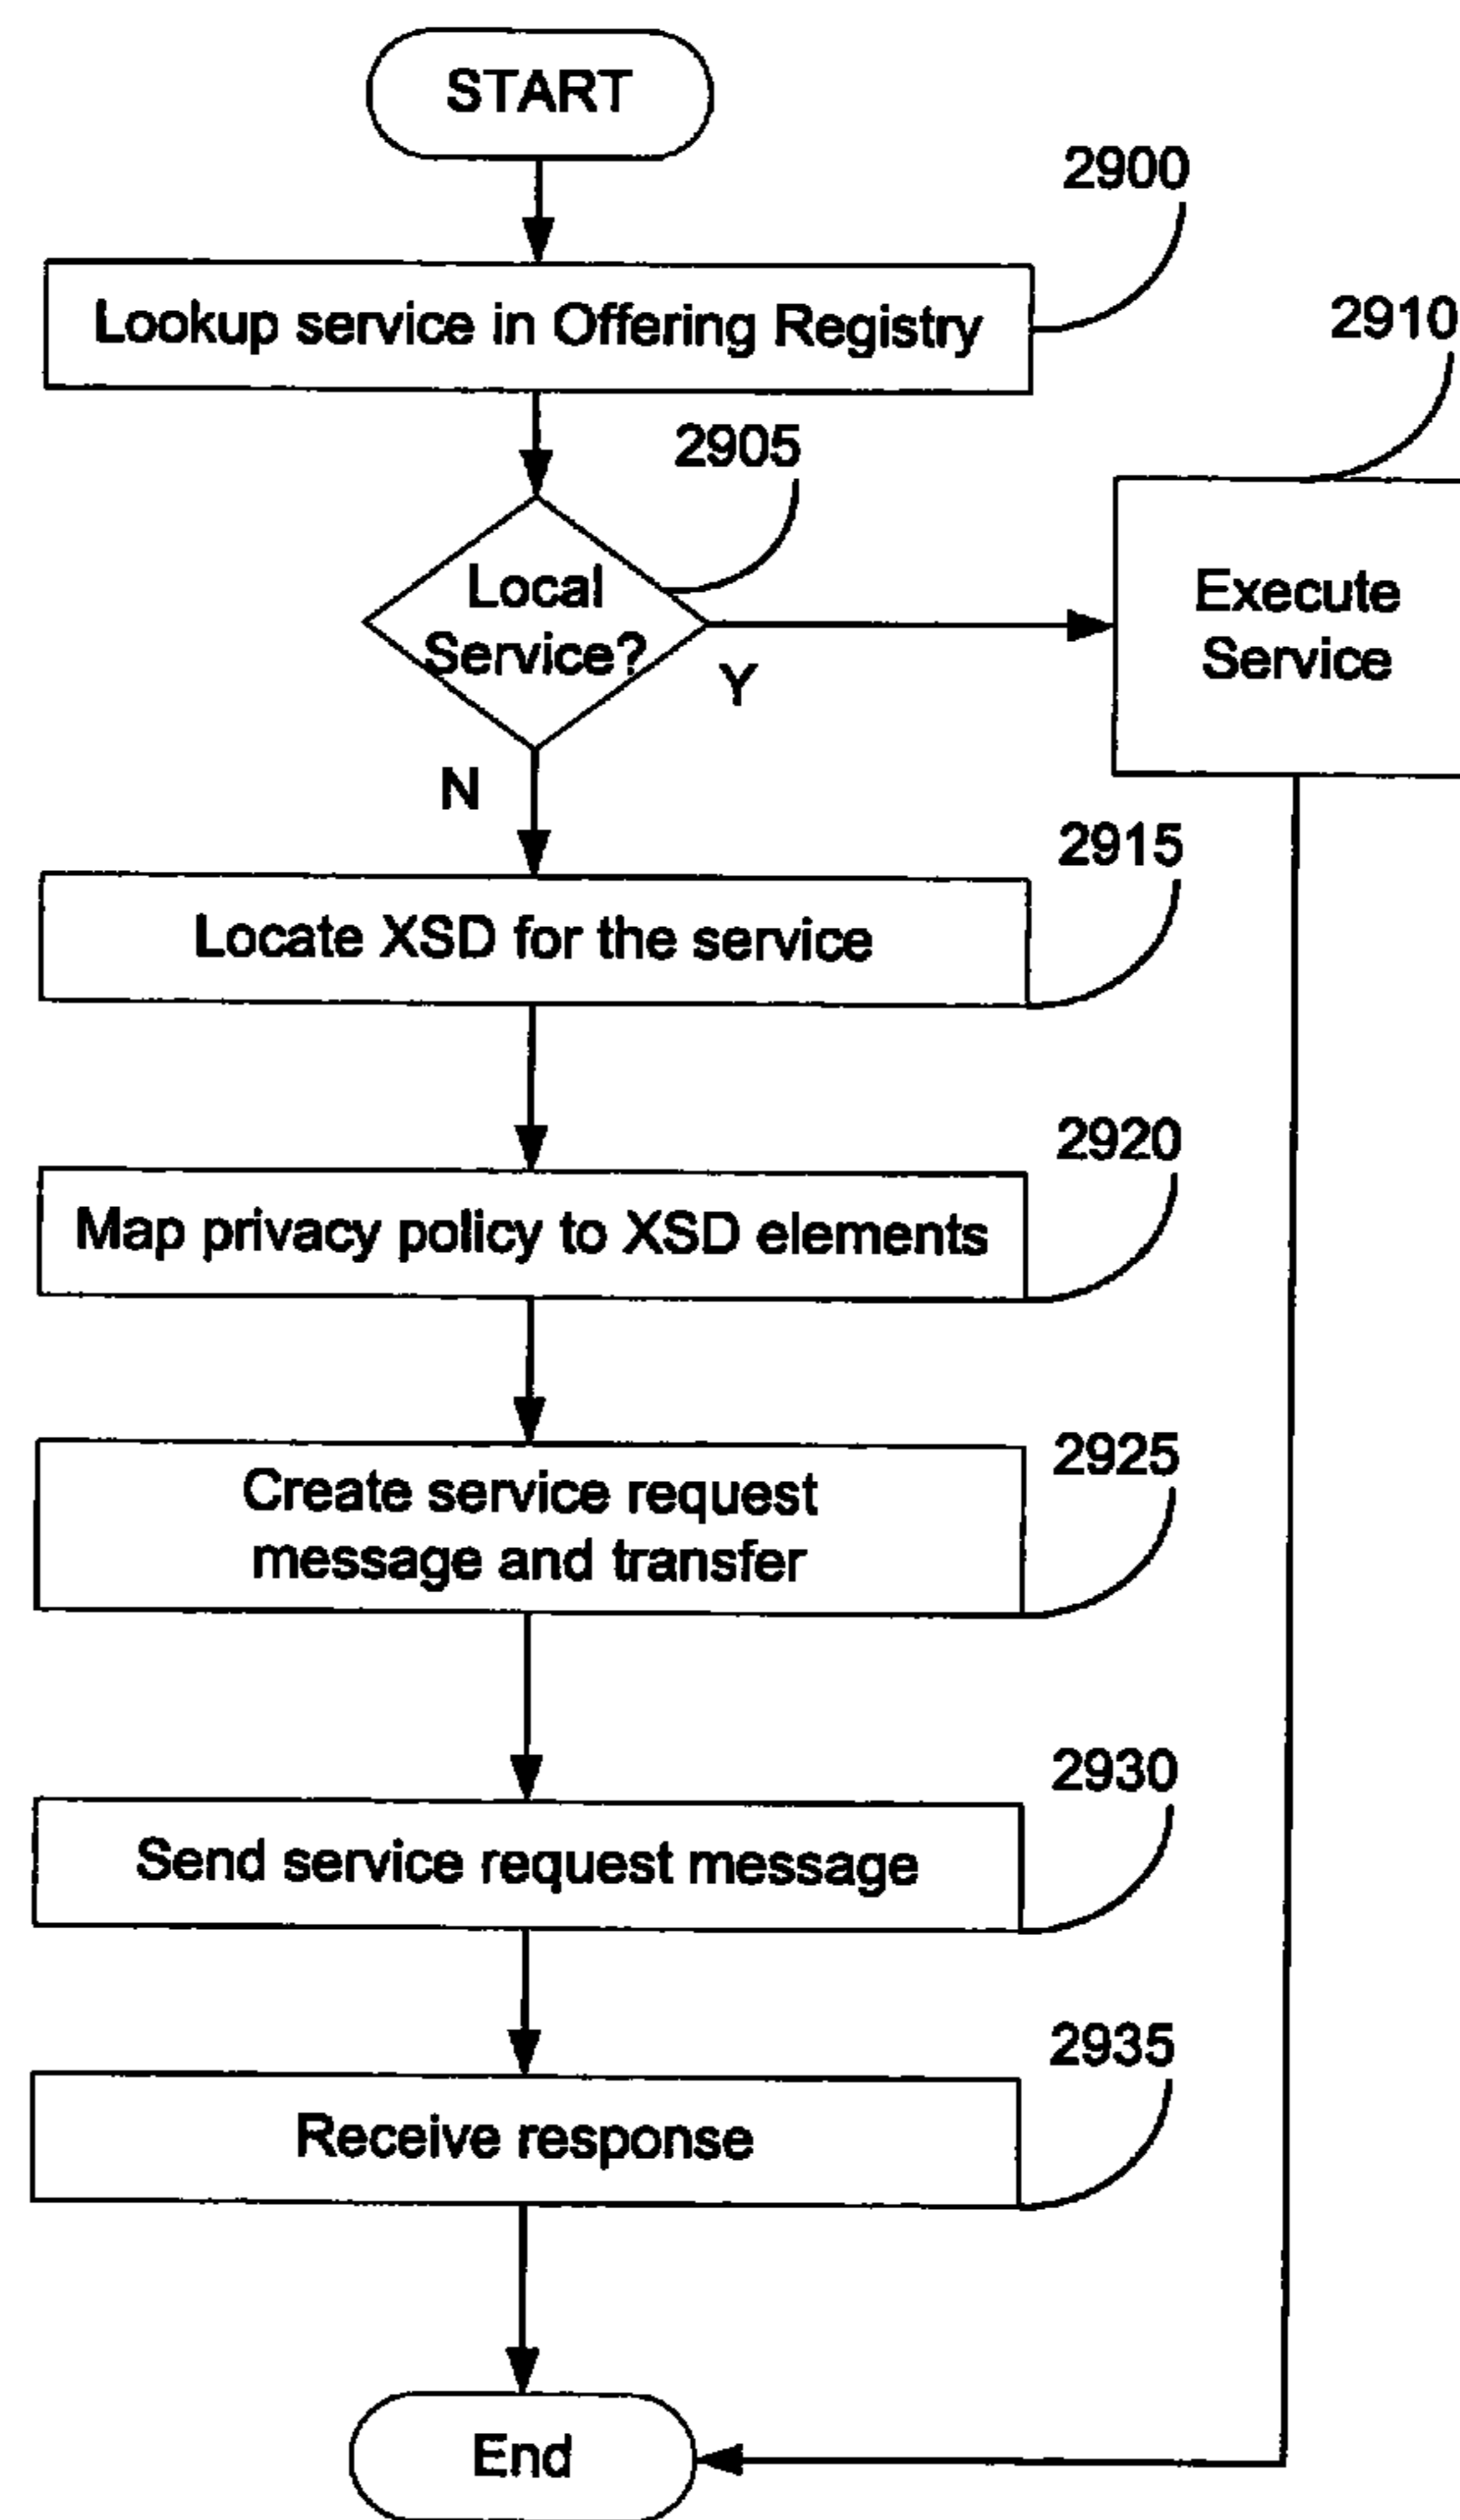 START
2900
Lookup service in Offering Registry
2910
2905
Local
Service?
Execute
Service
Y
N
2915
Locate XSD for the service
2920
Map privacy policy to XSD elements
2925
Create service request
message and transfer
2930
Send service request message
2935
Receive response
End